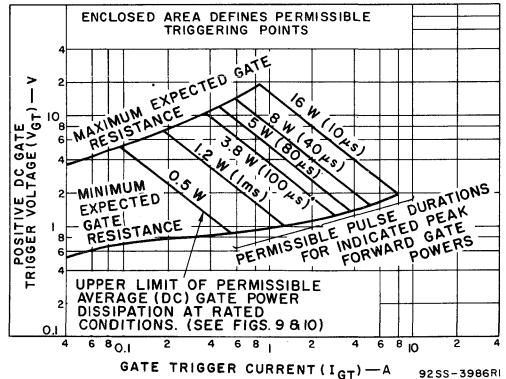 ENCLOSED AREA DEFINES PERMISSIBLE
TRIGGERING POINTS
POSITIVE DC GATE
TRIGGER VOLTAGE (VGT) — V
4
2
10
8
6
4
2
1
8
6
4
2
0.1
MAXIMUM EXPECTED GATE
RESISTANCE
16 W (10 μs)
8 W (40 μs)
5 W (80 μs)
3.8 W (100 μs)
1.2 W (1ms)
0.5 W
MINIMUM
EXPECTED
GATE
RESISTANCE
PERMISSIBLE PULSE DURATIONS
FOR INDICATED PEAK
FORWARD GATE
POWERS
UPPER LIMIT OF PERMISSIBLE
AVERAGE (DC) GATE POWER
DISSIPATION AT RATED
CONDITIONS. (SEE FIGS. 9 & 10)
4 6 8 0.1 2 4 6 8 1 2 4 6 8 10 2 4
GATE TRIGGER CURRENT (IGT) — A
92SS-3986R1